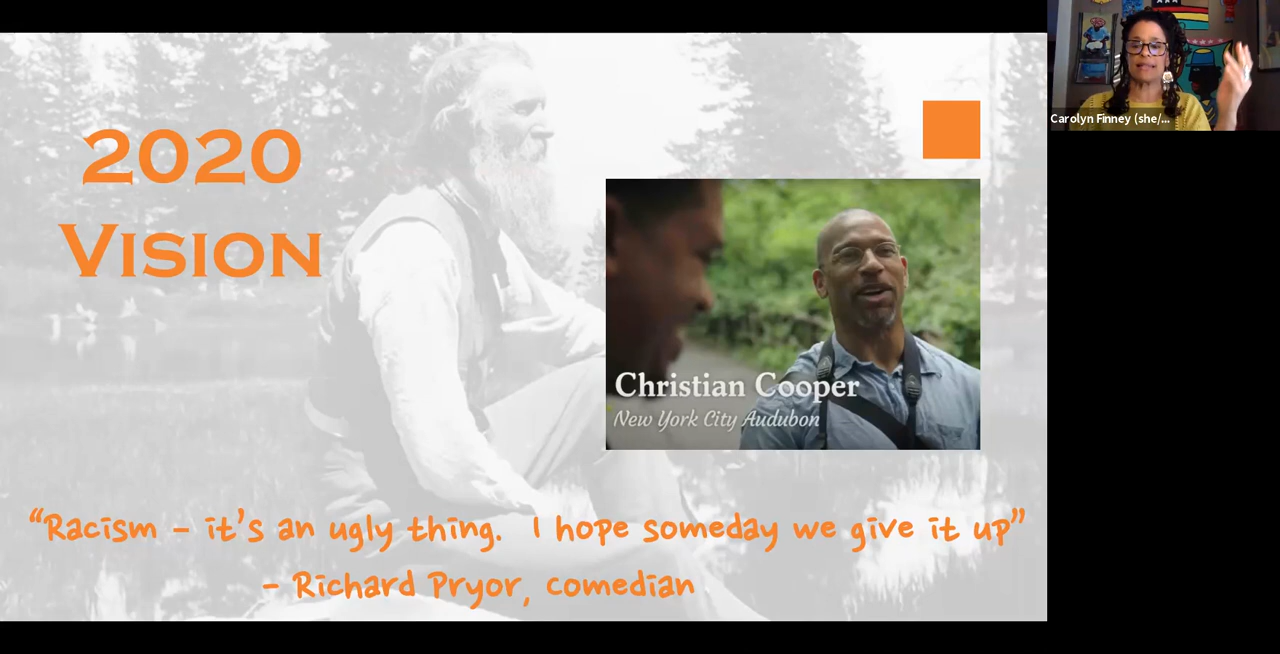 2020
VISION
Christian Cooper
New York City Audubon
“Racism – it’s an ugly thing.  I hope someday we give it up”
– Richard Pryor, comedian
Carolyn Finney (she/...